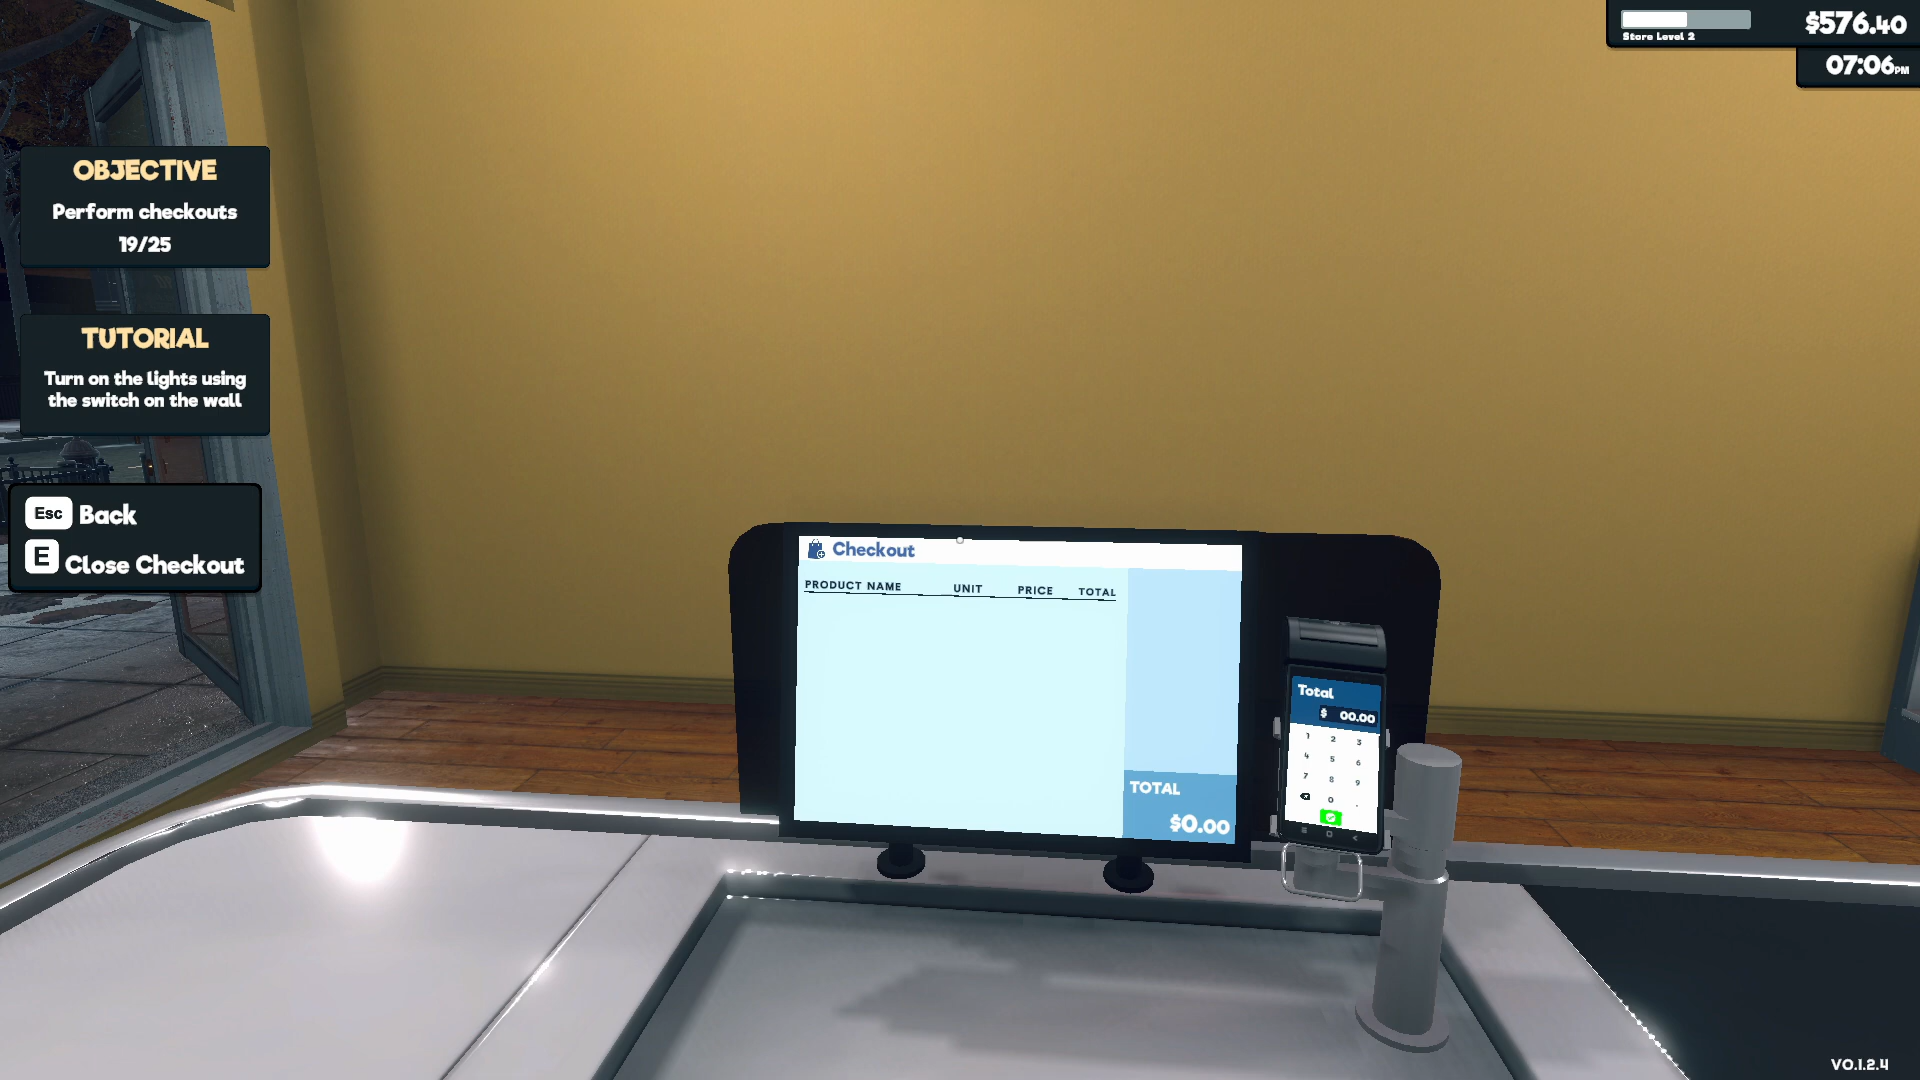 Store Level 2
$576.40
07:06PM
OBJECTIVE
Perform checkouts
19/25
TUTORIAL
Turn on the lights using
the switch on the wall
Esc Back
E Close Checkout
Checkout
PRODUCT NAME UNIT PRICE TOTAL
TOTAL
$0.00
Total
$ 00.00
1 2 3
4 5 6
7 8 9
0 .
V0.1.2.4